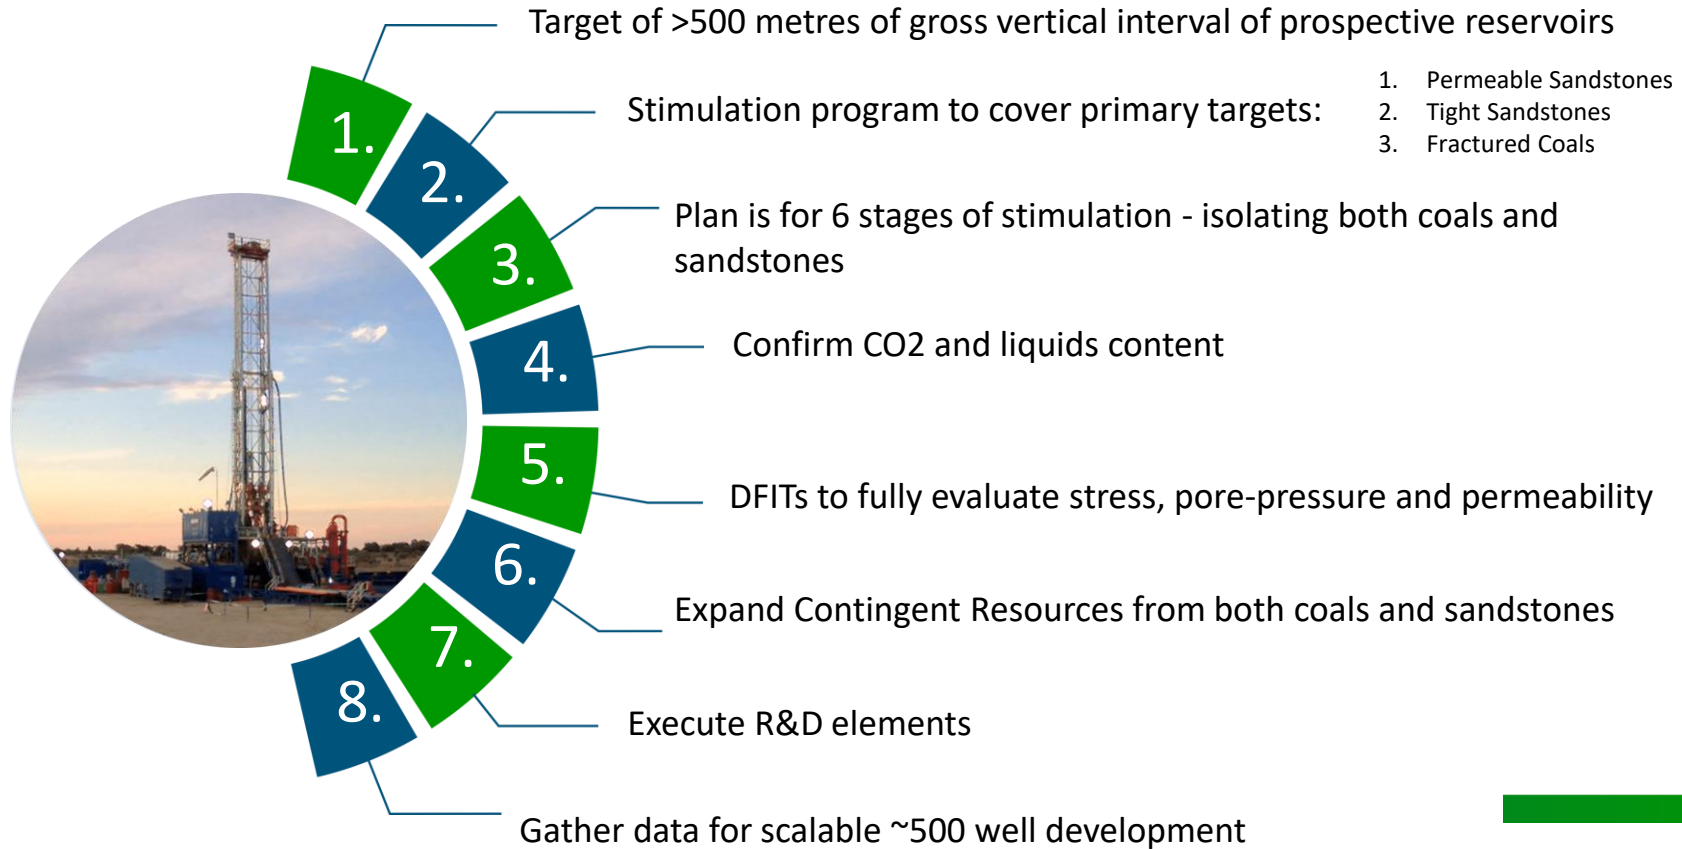 1. Target of >500 metres of gross vertical interval of prospective reservoirs
2. Stimulation program to cover primary targets:
1. Permeable Sandstones
2. Tight Sandstones
3. Fractured Coals
3. Plan is for 6 stages of stimulation - isolating both coals and
sandstones
4. Confirm CO2 and liquids content
5. DFITs to fully evaluate stress, pore-pressure and permeability
6. Expand Contingent Resources from both coals and sandstones
7. Execute R&D elements
8. Gather data for scalable ~500 well development